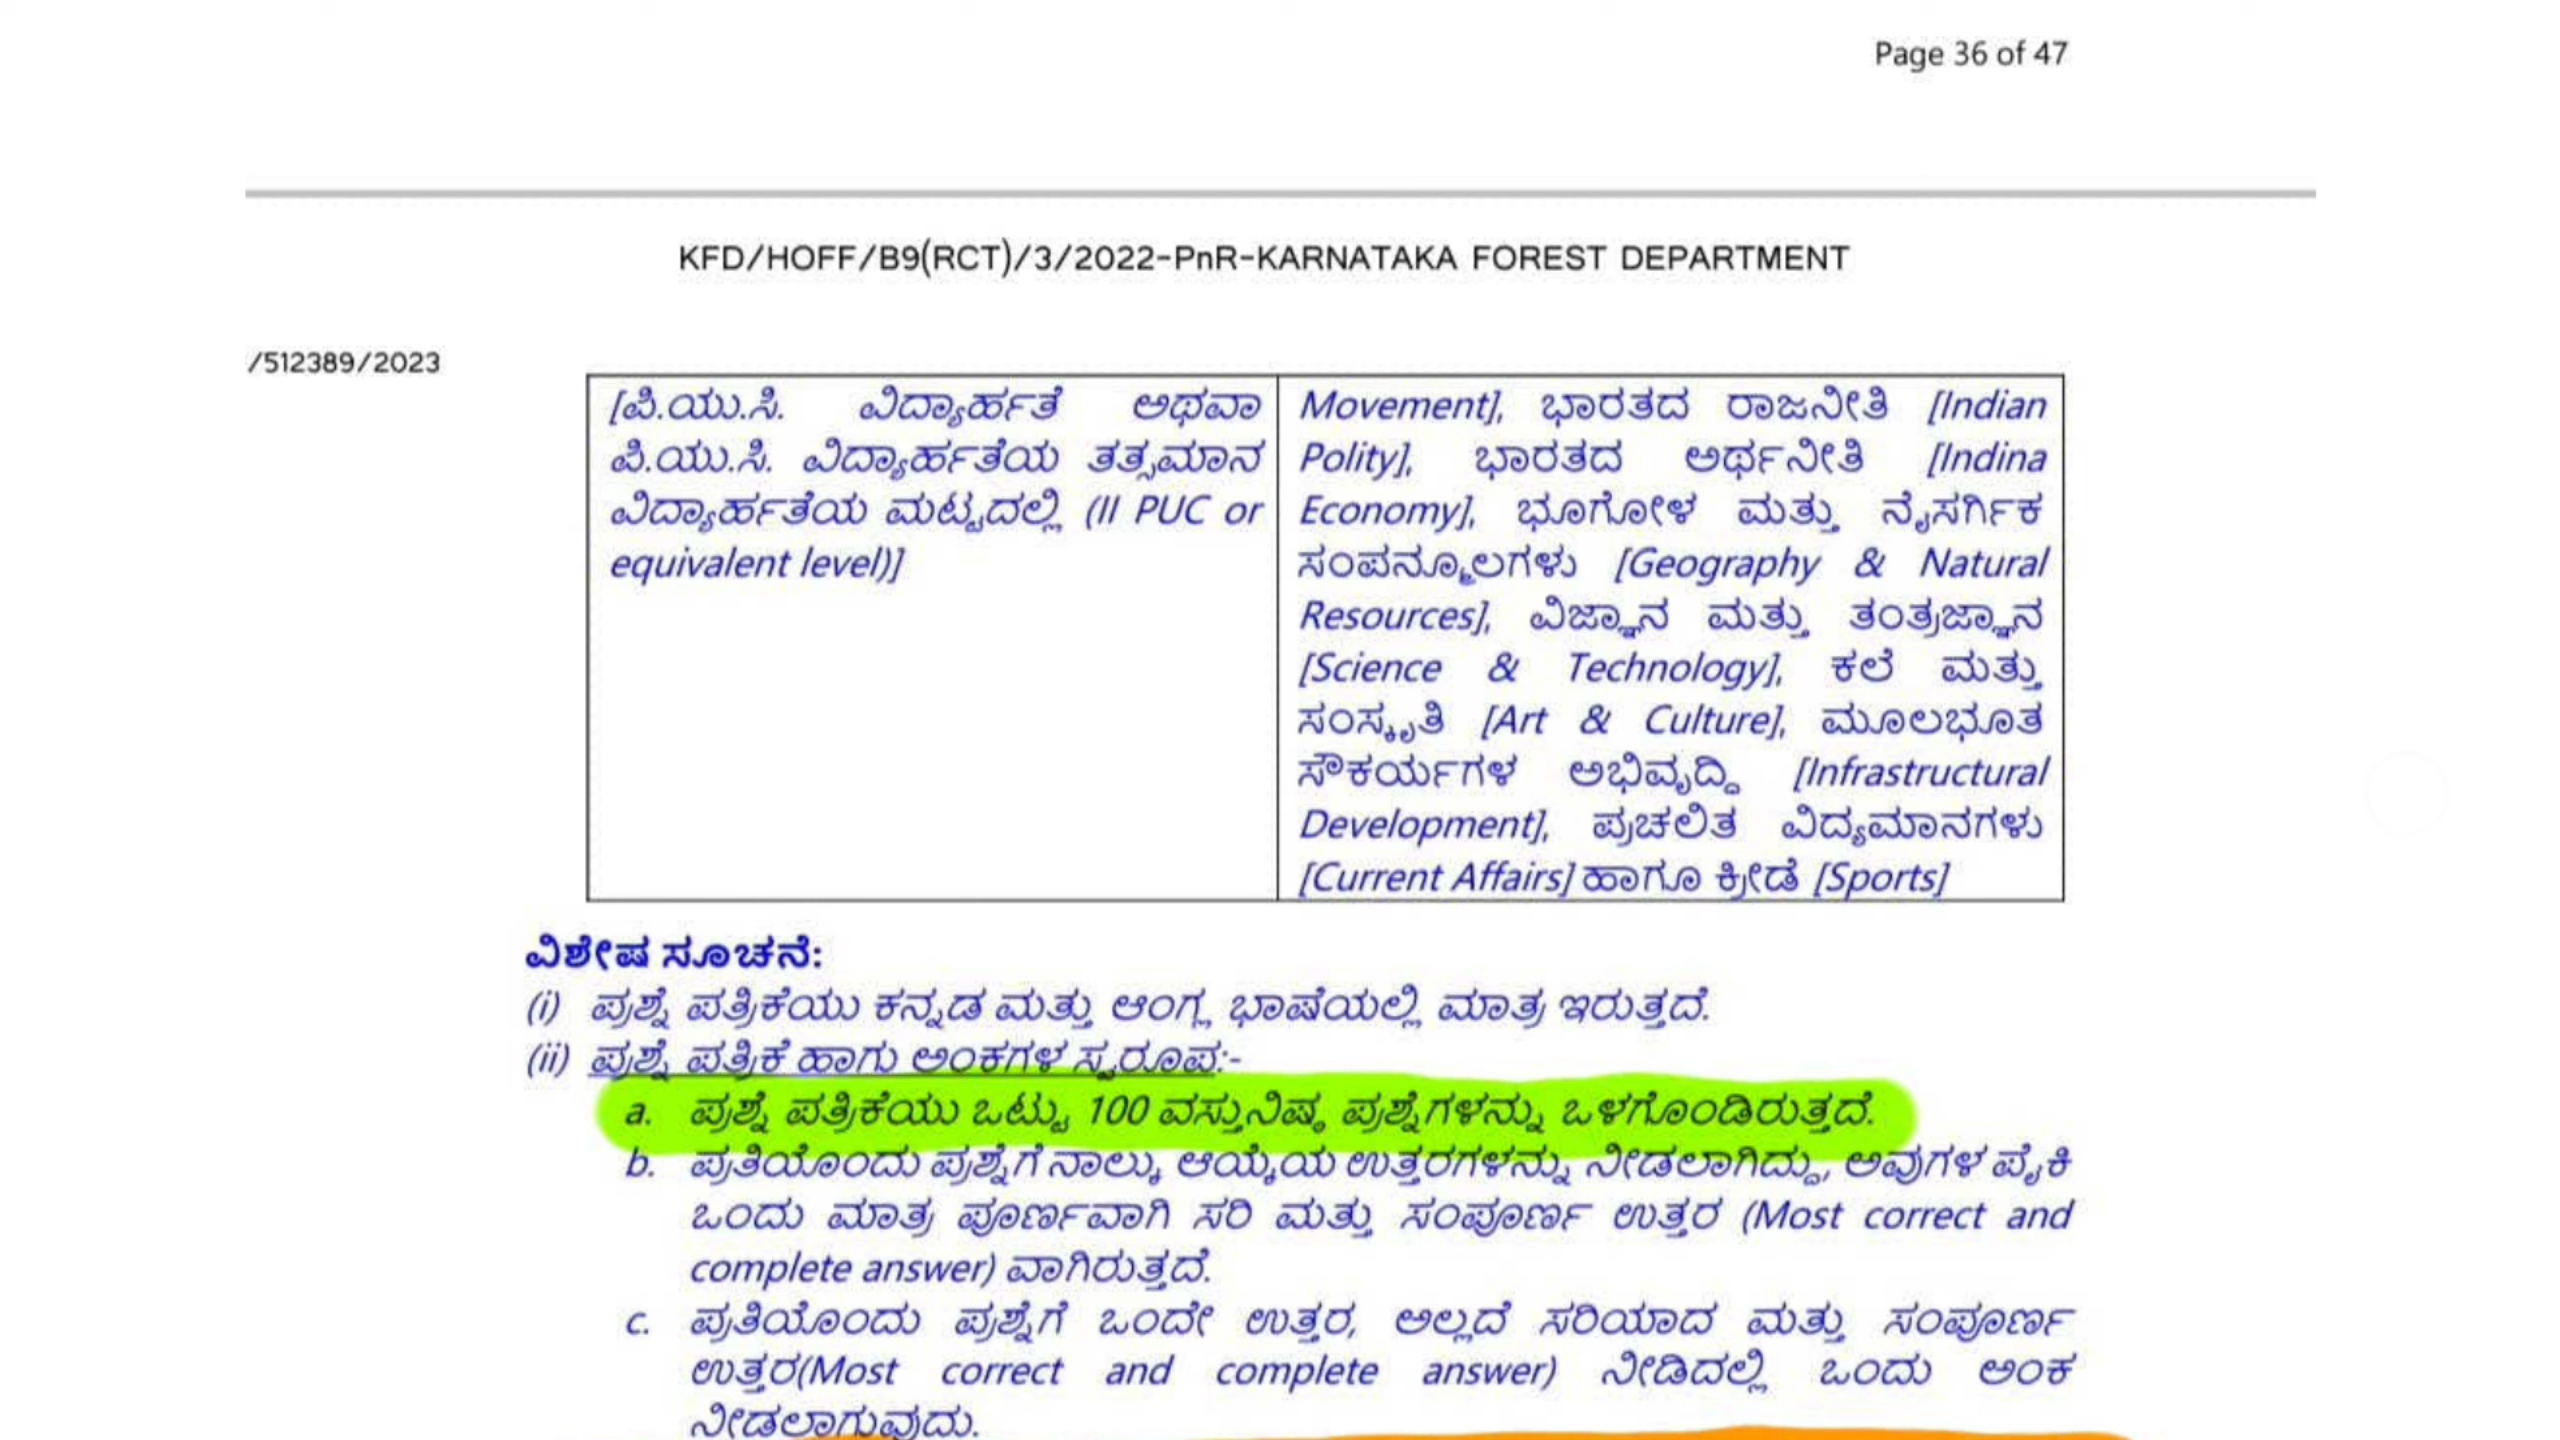 Page 36 of 47
KFD/HOFF/B9(RCT)/3/2022-PnR-KARNATAKA FOREST DEPARTMENT
/512389/2023
[ಪಿ.ಯು.ಸಿ. ವಿದ್ಯಾರ್ಹತೆ ಅಥವಾ
ಪಿ.ಯು.ಸಿ. ವಿದ್ಯಾರ್ಹತೆಯ ತತ್ಸಮಾನ
ವಿದ್ಯಾರ್ಹತೆಯ ಮಟ್ಟದಲ್ಲಿ (II PUC or
equivalent level)]
Movement], ಭಾರತದ ರಾಜನೀತಿ [Indian
Polity], ಭಾರತದ ಅರ್ಥನೀತಿ [Indina
Economy], ಭೂಗೋಳ ಮತ್ತು ನೈಸರ್ಗಿಕ
ಸಂಪನ್ಮೂಲಗಳು [Geography & Natural
Resources], ವಿಜ್ಞಾನ ಮತ್ತು ತಂತ್ರಜ್ಞಾನ
[Science & Technology], ಕಲೆ ಮತ್ತು
ಸಂಸ್ಕೃತಿ [Art & Culture], ಮೂಲಭೂತ
ಸೌಕರ್ಯಗಳ ಅಭಿವೃದ್ಧಿ [Infrastructural
Development], ಪ್ರಚಲಿತ ವಿದ್ಯಮಾನಗಳು
[Current Affairs] ಹಾಗೂ ಕ್ರೀಡೆ [Sports]
ವಿಶೇಷ ಸೂಚನೆ:
(i) ಪ್ರಶ್ನೆ ಪತ್ರಿಕೆಯು ಕನ್ನಡ ಮತ್ತು ಆಂಗ್ಲ ಭಾಷೆಯಲ್ಲಿ ಮಾತ್ರ ಇರುತ್ತದೆ.
(ii) ಪ್ರಶ್ನೆ ಪತ್ರಿಕೆ ಹಾಗು ಅಂಕಗಳ ಸ್ವರೂಪ:-
a. ಪ್ರಶ್ನೆ ಪತ್ರಿಕೆಯು ಒಟ್ಟು 100 ವಸ್ತುನಿಷ್ಠ ಪ್ರಶ್ನೆಗಳನ್ನು ಒಳಗೊಂಡಿರುತ್ತದೆ.
b. ಪ್ರತಿಯೊಂದು ಪ್ರಶ್ನೆಗೆ ನಾಲ್ಕು ಆಯ್ಕೆಯ ಉತ್ತರಗಳನ್ನು ನೀಡಲಾಗಿದ್ದು, ಅವುಗಳ ಪೈಕಿ
ಒಂದು ಮಾತ್ರ ಪೂರ್ಣವಾಗಿ ಸರಿ ಮತ್ತು ಸಂಪೂರ್ಣ ಉತ್ತರ (Most correct and
complete answer) ವಾಗಿರುತ್ತದೆ.
c. ಪ್ರತಿಯೊಂದು ಪ್ರಶ್ನೆಗೆ ಒಂದೇ ಉತ್ತರ, ಅಲ್ಲದೆ ಸರಿಯಾದ ಮತ್ತು ಸಂಪೂರ್ಣ
ಉತ್ತರ(Most correct and complete answer) ನೀಡಿದಲ್ಲಿ ಒಂದು ಅಂಕ
ನೀಡಲಾಗುವುದು.